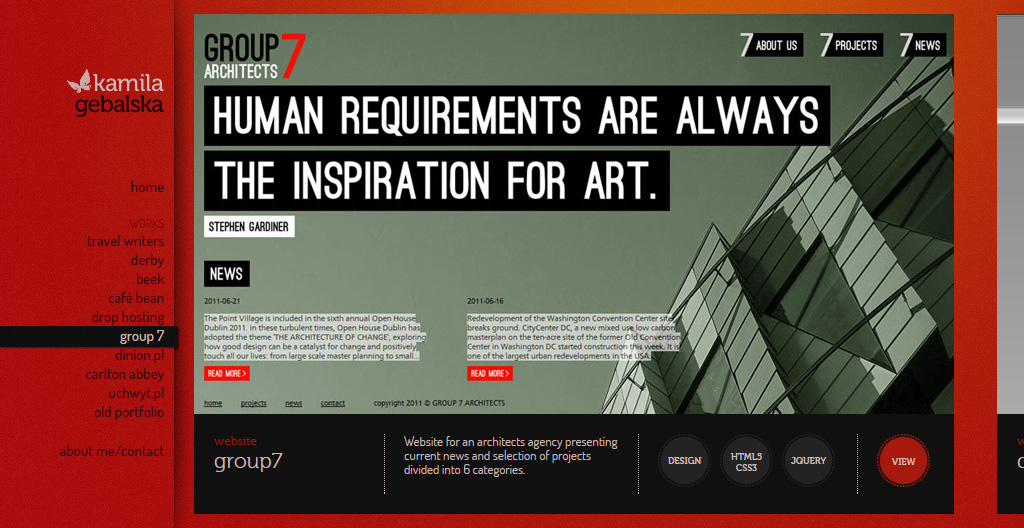 kamila
gebalska
home
WORKS
travel writers
derby
beek
café bean
drop hosting
group 7
dinion.pl
carlton abbey
uchwyt.pl
old portfolio
about me/contact
GROUP 7
ARCHITECTS
7 ABOUT US
7 PROJECTS
7 NEWS
HUMAN REQUIREMENTS ARE ALWAYS
THE INSPIRATION FOR ART.
STEPHEN GARDINER
NEWS
2011-06-21
The Point Village is included in the sixth annual Open House
Dublin 2011. In these turbulent times, Open House Dublin has
adopted the theme 'THE ARCHITECTURE OF CHANGE', exploring
how good design can be a catalyst for change and positively
touch all our lives: from large scale master planning to small...
READ MORE >
2011-06-16
Redevelopment of the Washington Convention Center site
breaks ground. CityCenter DC, a new mixed use low carbon
masterplan on the ten-acre site of the former Old Convention
Center in Washington DC started construction this week. It is
one of the largest urban redevelopments in the USA...
READ MORE >
home projects news contact copyright 2011 © GROUP 7 ARCHITECTS
website
group7
Website for an architects agency presenting
current news and selection of projects
divided into 6 categories.
DESIGN
HTML5
CSS3
JQUERY
VIEW